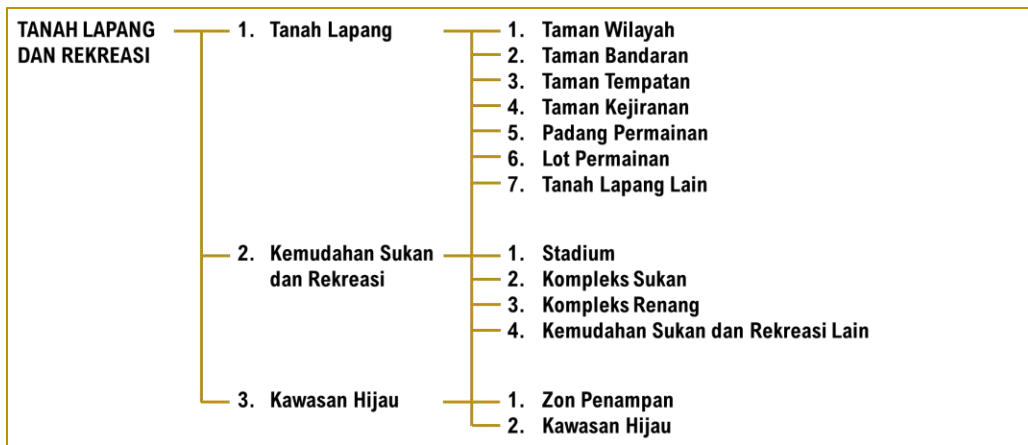 TANAH LAPANG
DAN REKREASI
1. Tanah Lapang
1. Taman Wilayah
2. Taman Bandaran
3. Taman Tempatan
4. Taman Kejiranan
5. Padang Permainan
6. Lot Permainan
7. Tanah Lapang Lain
2. Kemudahan Sukan
dan Rekreasi
1. Stadium
2. Kompleks Sukan
3. Kompleks Renang
4. Kemudahan Sukan dan Rekreasi Lain
3. Kawasan Hijau
1. Zon Penampan
2. Kawasan Hijau